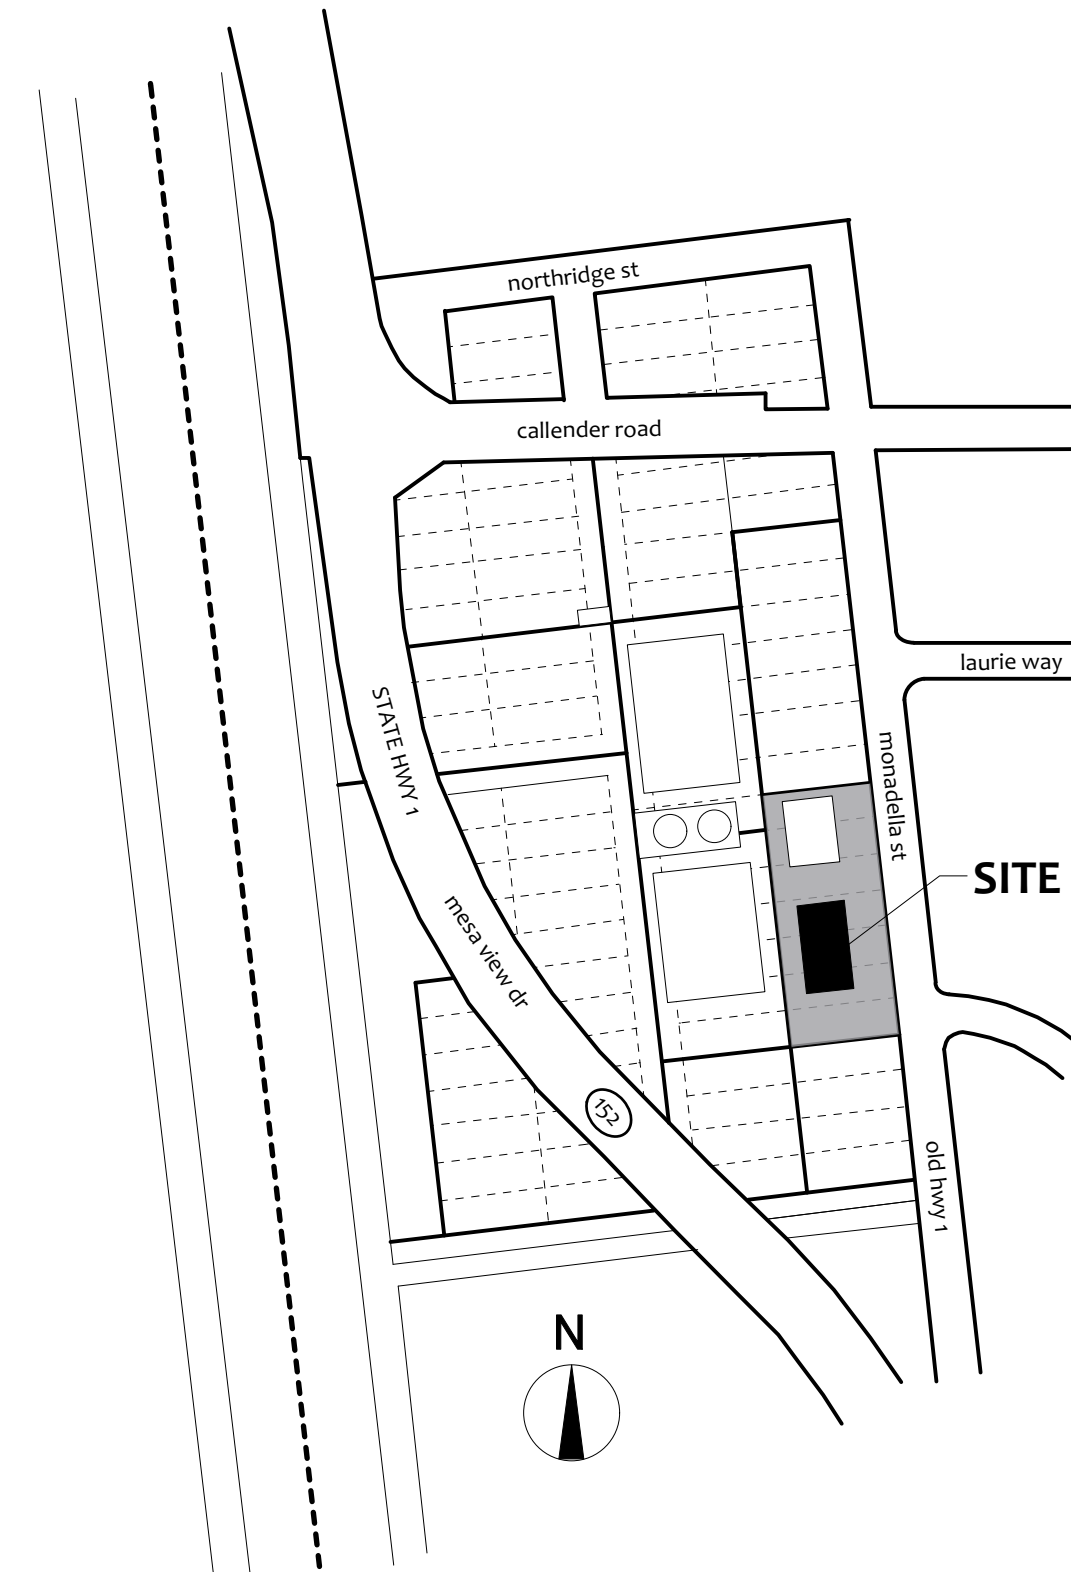 northridge st
callender road
laurie way
STATE HWY 1
monadella st
SITE
mesa view dr
152
old hwy 1
N